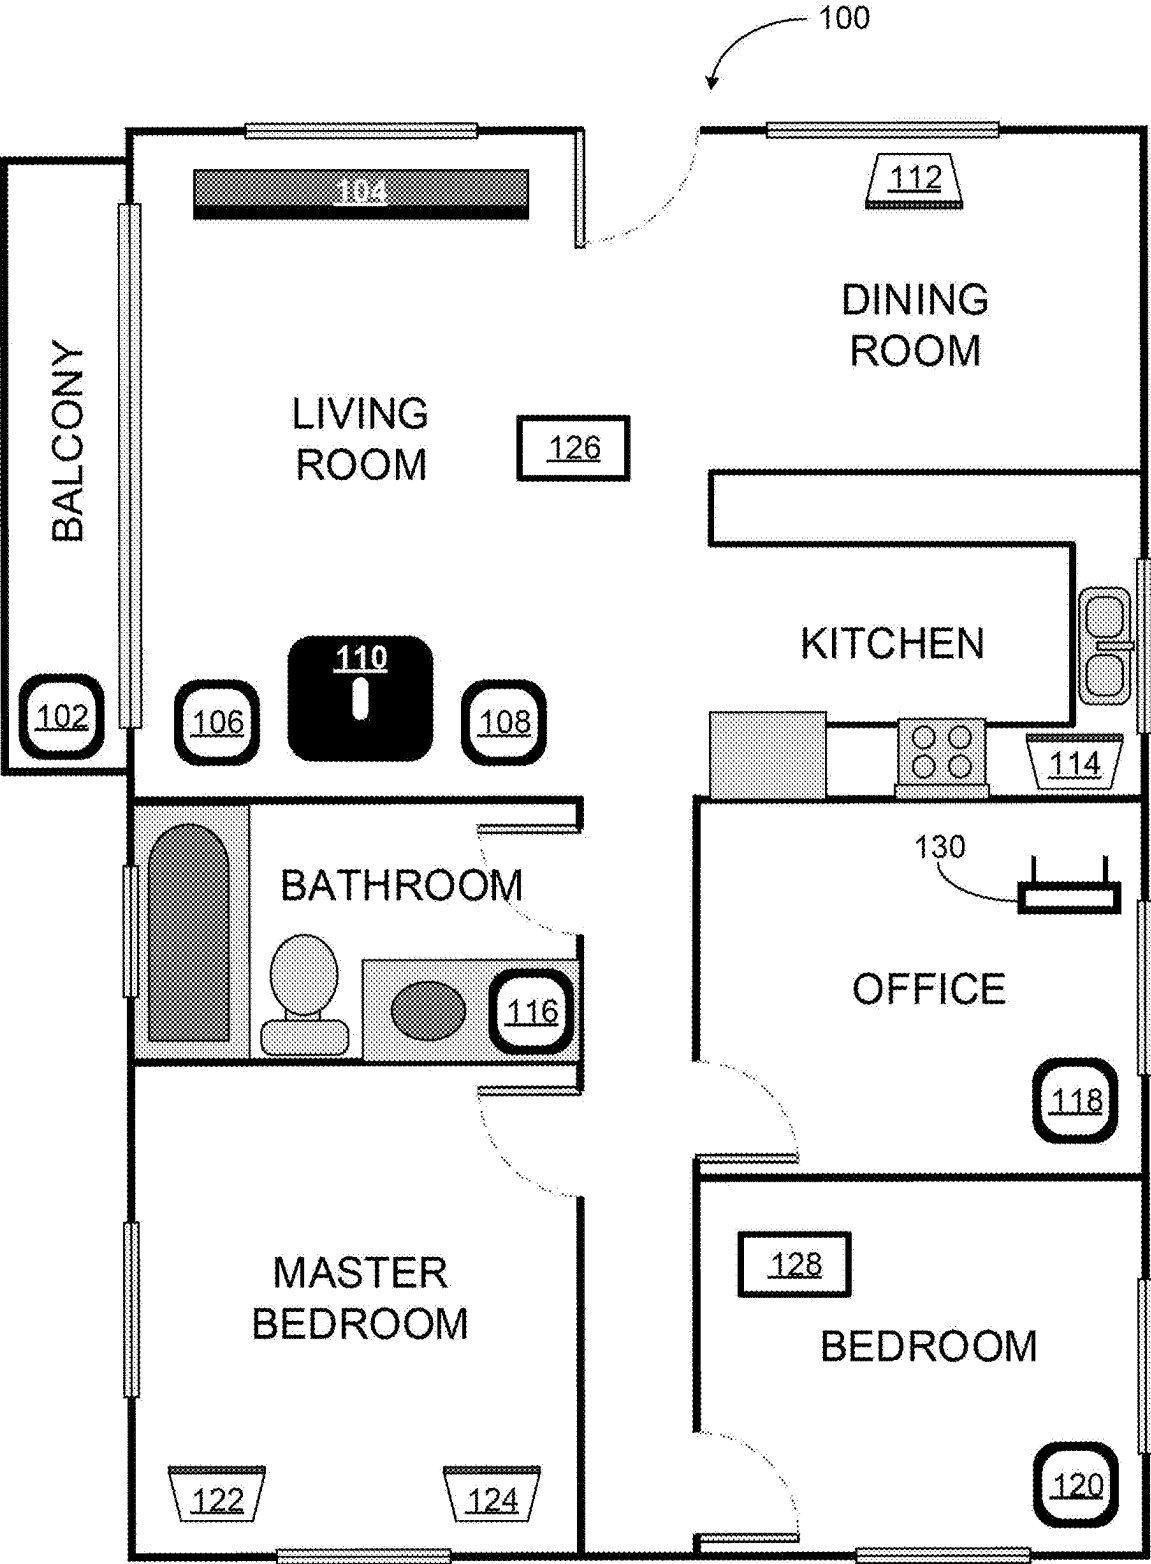 100
104
112
DINING
ROOM
BALCONY
LIVING
ROOM
126
KITCHEN
110
102
106
108
114
130
BATHROOM
OFFICE
116
118
128
MASTER
BEDROOM
BEDROOM
122
124
120